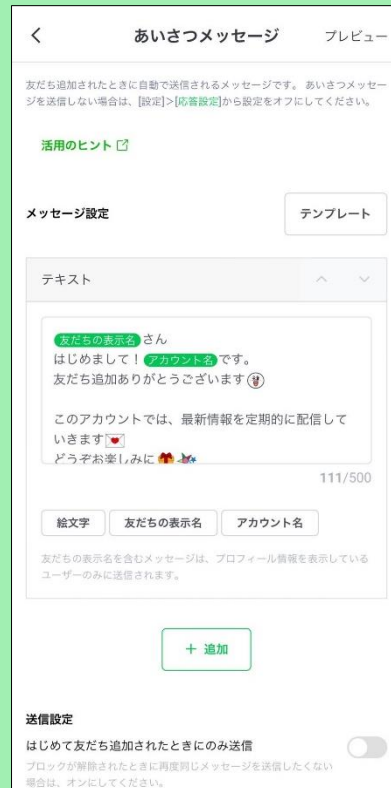 あいさつメッセージ プレビュー
友だち追加されたときに自動で送信されるメッセージです。 あいさつメッセー
ジを送信しない場合は、[設定]>[応答設定]から設定をオフにしてください。
活用のヒント
メッセージ設定 テンプレート
テキスト
友だちの表示名 さん
はじめまして! アカウント名 です。
友だち追加ありがとうございます
このアカウントでは、最新情報を定期的に配信して
いきます
どうぞお楽しみに
111/500
絵文字 友だちの表示名 アカウント名
友だちの表示名を含むメッセージは、プロフィール情報を表示している
ユーザーのみに送信されます。
+ 追加
送信設定
はじめて友だち追加されたときにのみ送信
ブロックが解除されたときに再度同じメッセージを送信したくない
場合は、オンにしてください。